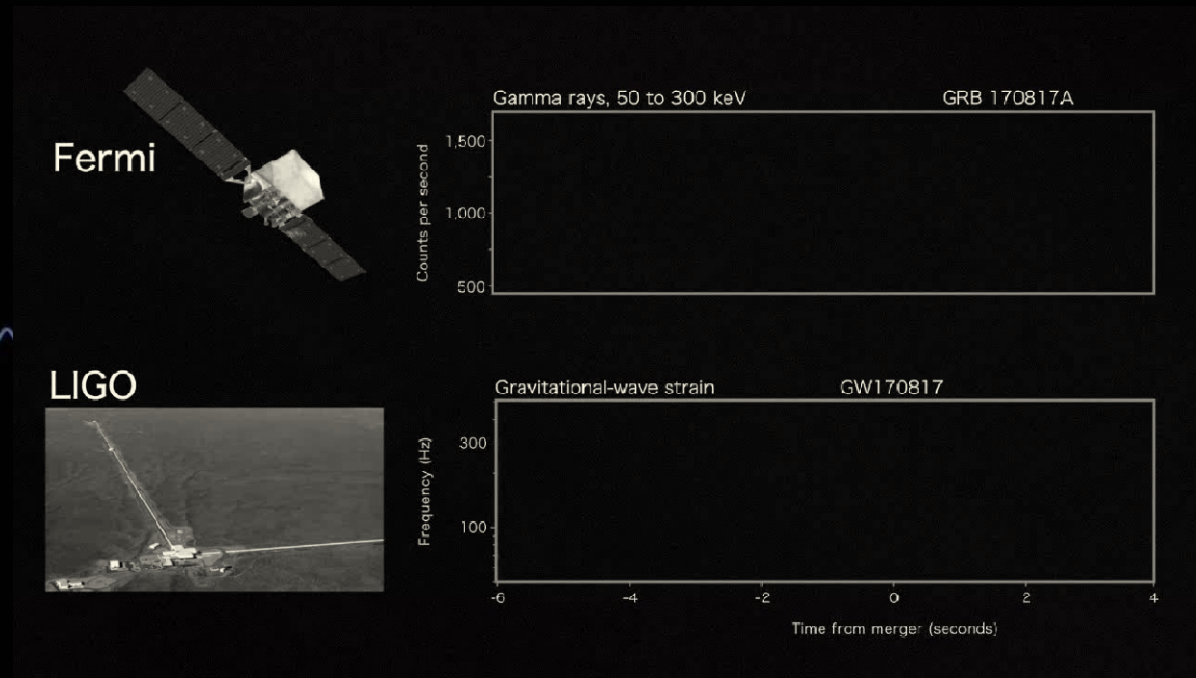 Fermi
Gamma rays, 50 to 300 keV
GRB 170817A
Counts per second
1,500
1,000
500
LIGO
Gravitational-wave strain
GW170817
Frequency (Hz)
300
100
-6
-4
-2
0
2
4
Time from merger (seconds)